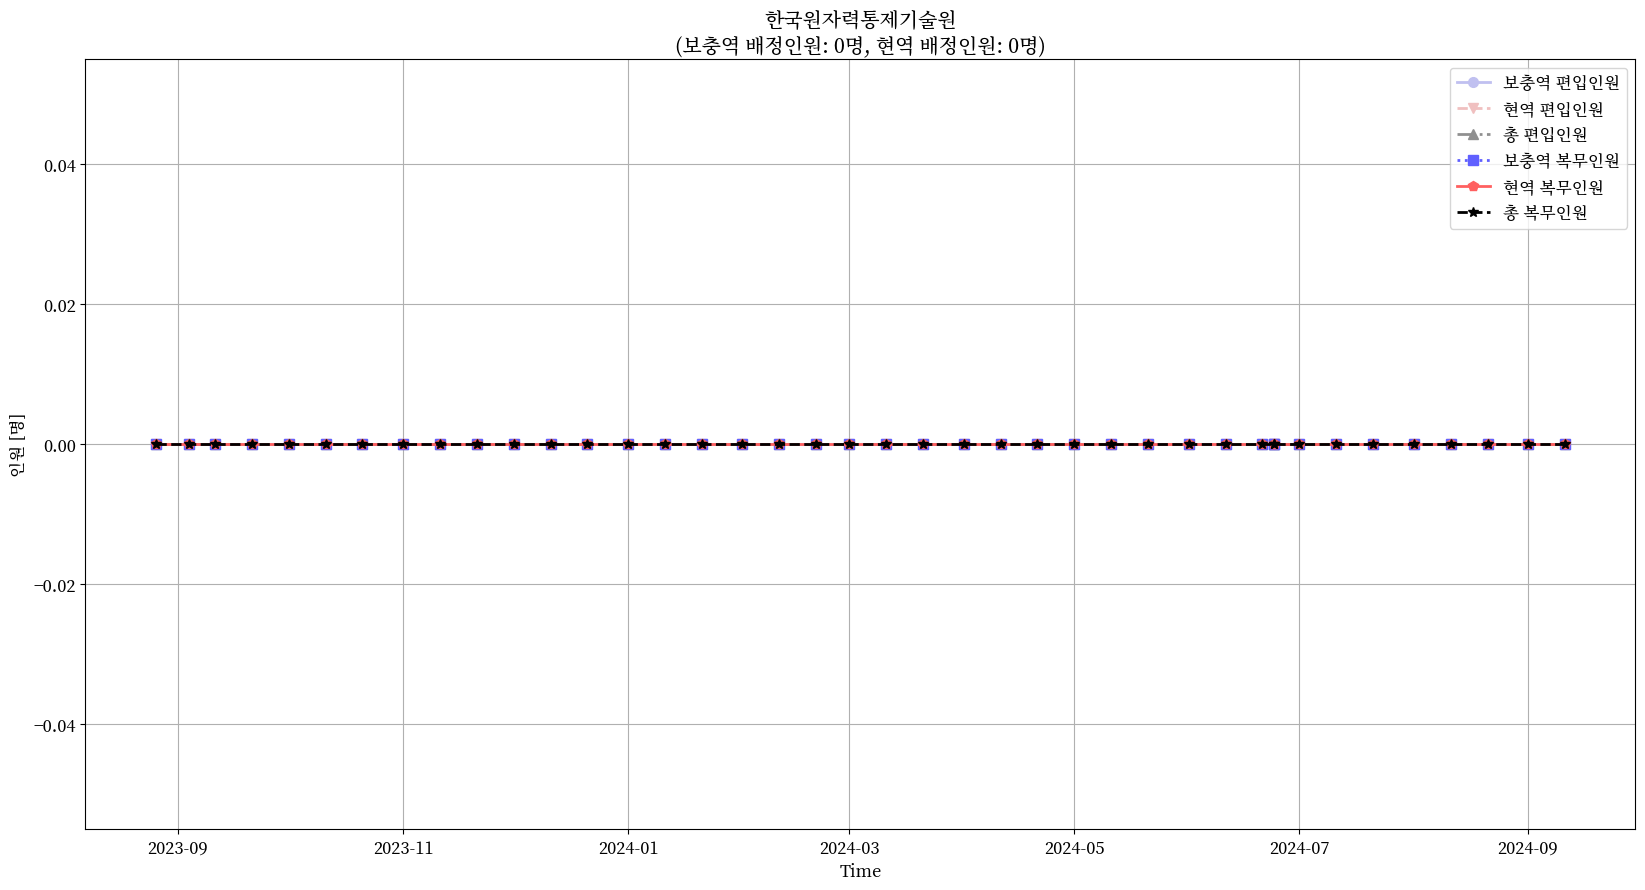 한국원자력통제기술원
(보충역 배정인원: 0명, 현역 배정인원: 0명)
보충역 편입인원
현역 편입인원
총 편입인원
보충역 복무인원
현역 복무인원
총 복무인원
인원 [명]
0.04
0.02
0.00
−0.02
−0.04
2023-09
2023-11
2024-01
2024-03
2024-05
2024-07
2024-09
Time